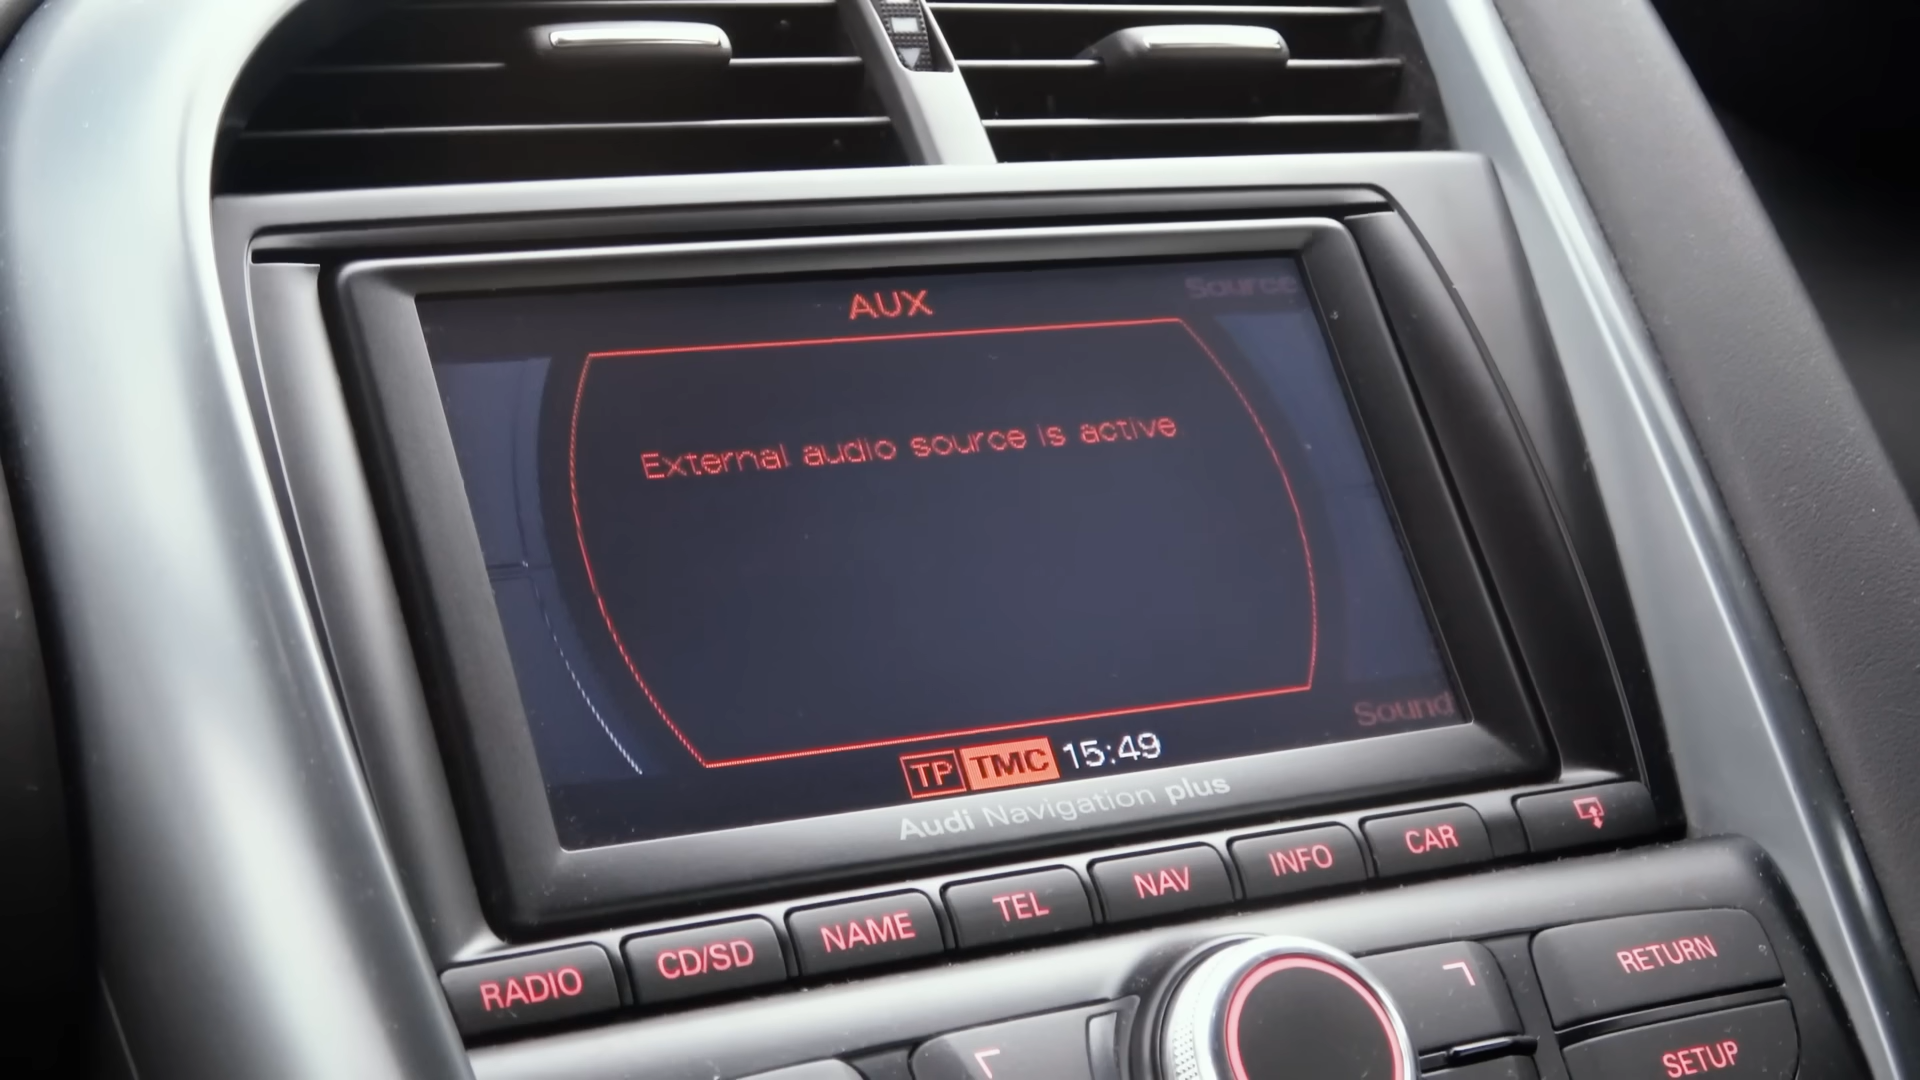 AUX
Source
External audio source is active
Sound
TP TMC 15:49
Audi Navigation plus
RADIO
CD/SD
NAME
TEL
NAV
INFO
CAR
RETURN
SETUP